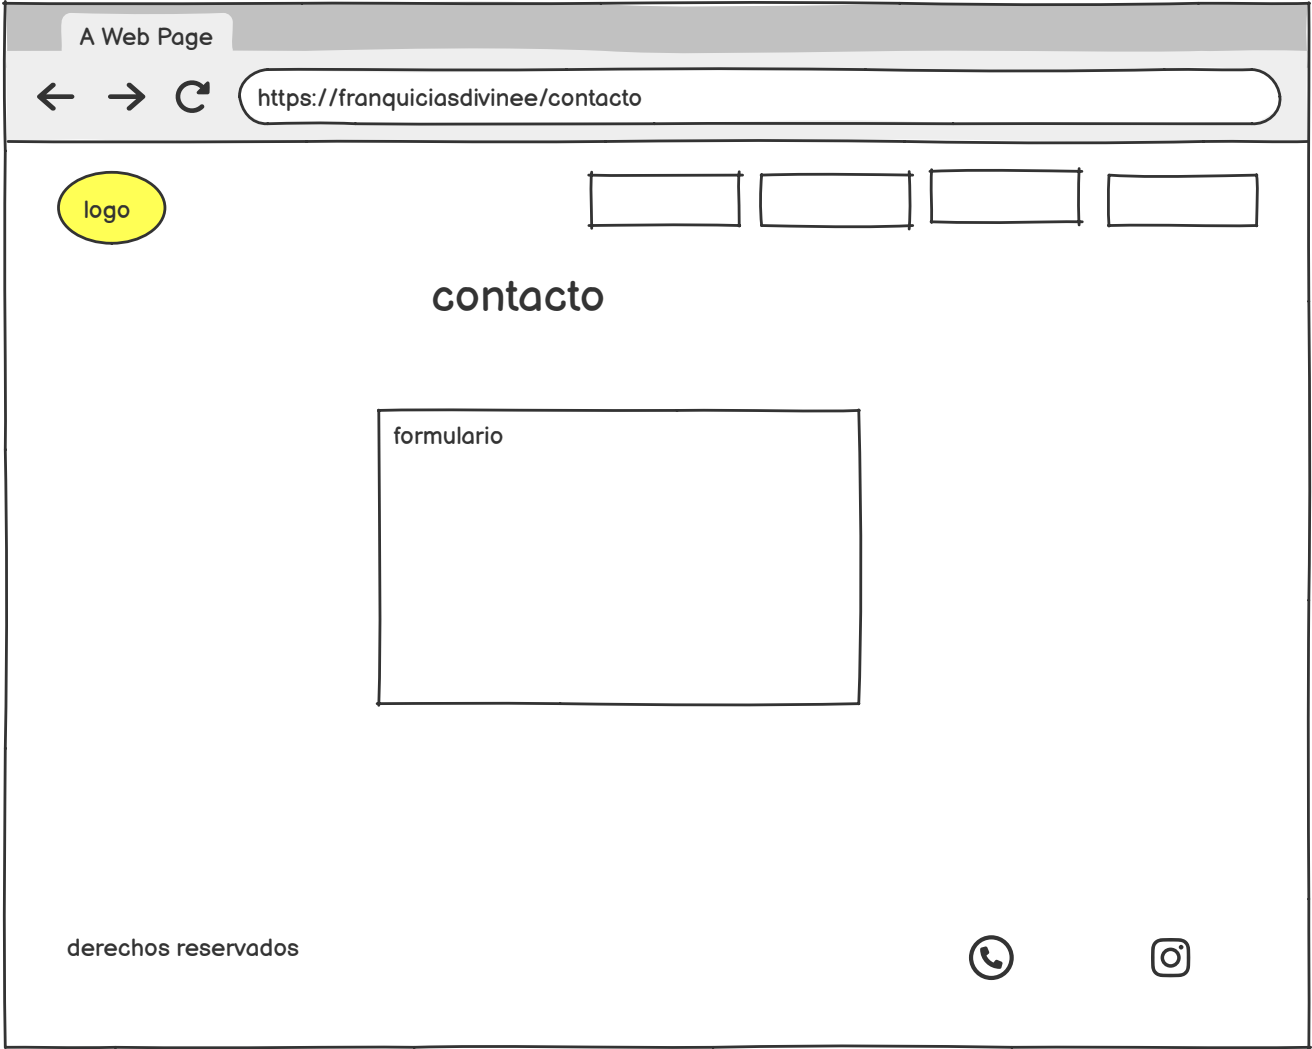 A Web Page
https://franquiciasdivinee/contacto
logo
contacto
formulario
derechos reservados